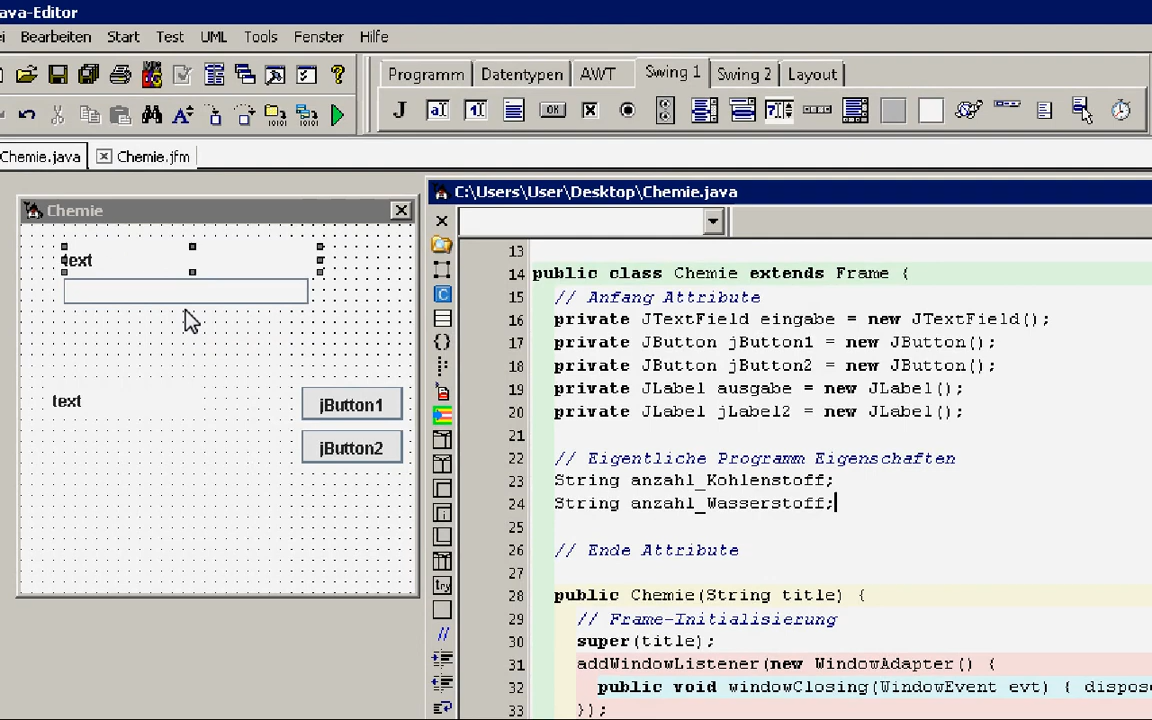 ava-Editor
ei Bearbeiten Start Test UML Tools Fenster Hilfe
Programm Datentypen AWT Swing 1 Swing 2 Layout
Chemie.java Chemie.jfm
Chemie
text
text
jButton1
jButton2
C:\Users\User\Desktop\Chemie.java
13
14 public class Chemie extends Frame {
15 // Anfang Attribute
16 private JTextField eingabe = new JTextField();
17 private JButton jButton1 = new JButton();
18 private JButton jButton2 = new JButton();
19 private JLabel ausgabe = new JLabel();
20 private JLabel jLabel2 = new JLabel();
21
22 // Eigentliche Programm Eigenschaften
23 String anzahl_Kohlenstoff;
24 String anzahl_Wasserstoff;
25
26 // Ende Attribute
27
28 public Chemie(String title) {
29 // Frame-Initialisierung
30 super(title);
31 addWindowListener(new WindowAdapter() {
32 public void windowClosing(WindowEvent evt) { dispos
33 });